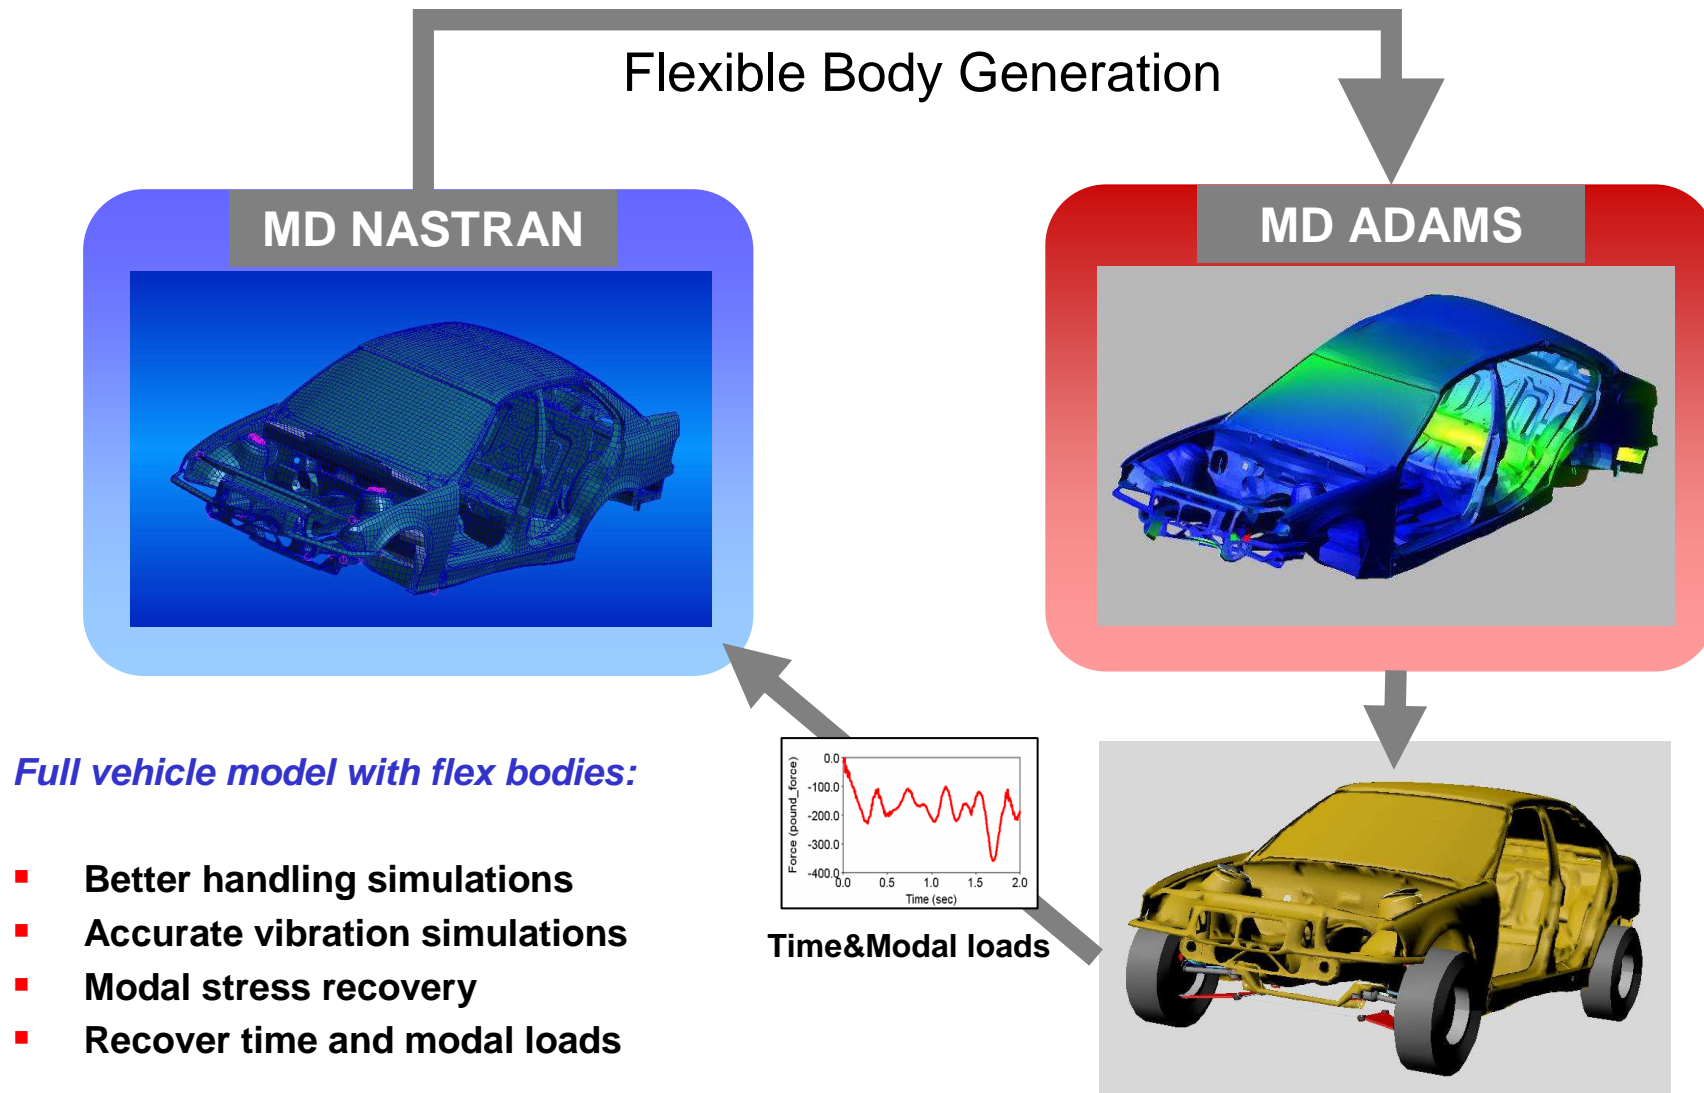 Flexible Body Generation
MD NASTRAN
MD ADAMS
Full vehicle model with flex bodies:
▪ Better handling simulations
▪ Accurate vibration simulations
▪ Modal stress recovery
▪ Recover time and modal loads
Force (pound_force)
0.0
-100.0
-200.0
-300.0
-400.0
0.0 0.5 1.0 1.5 2.0
Time (sec)
Time&Modal loads